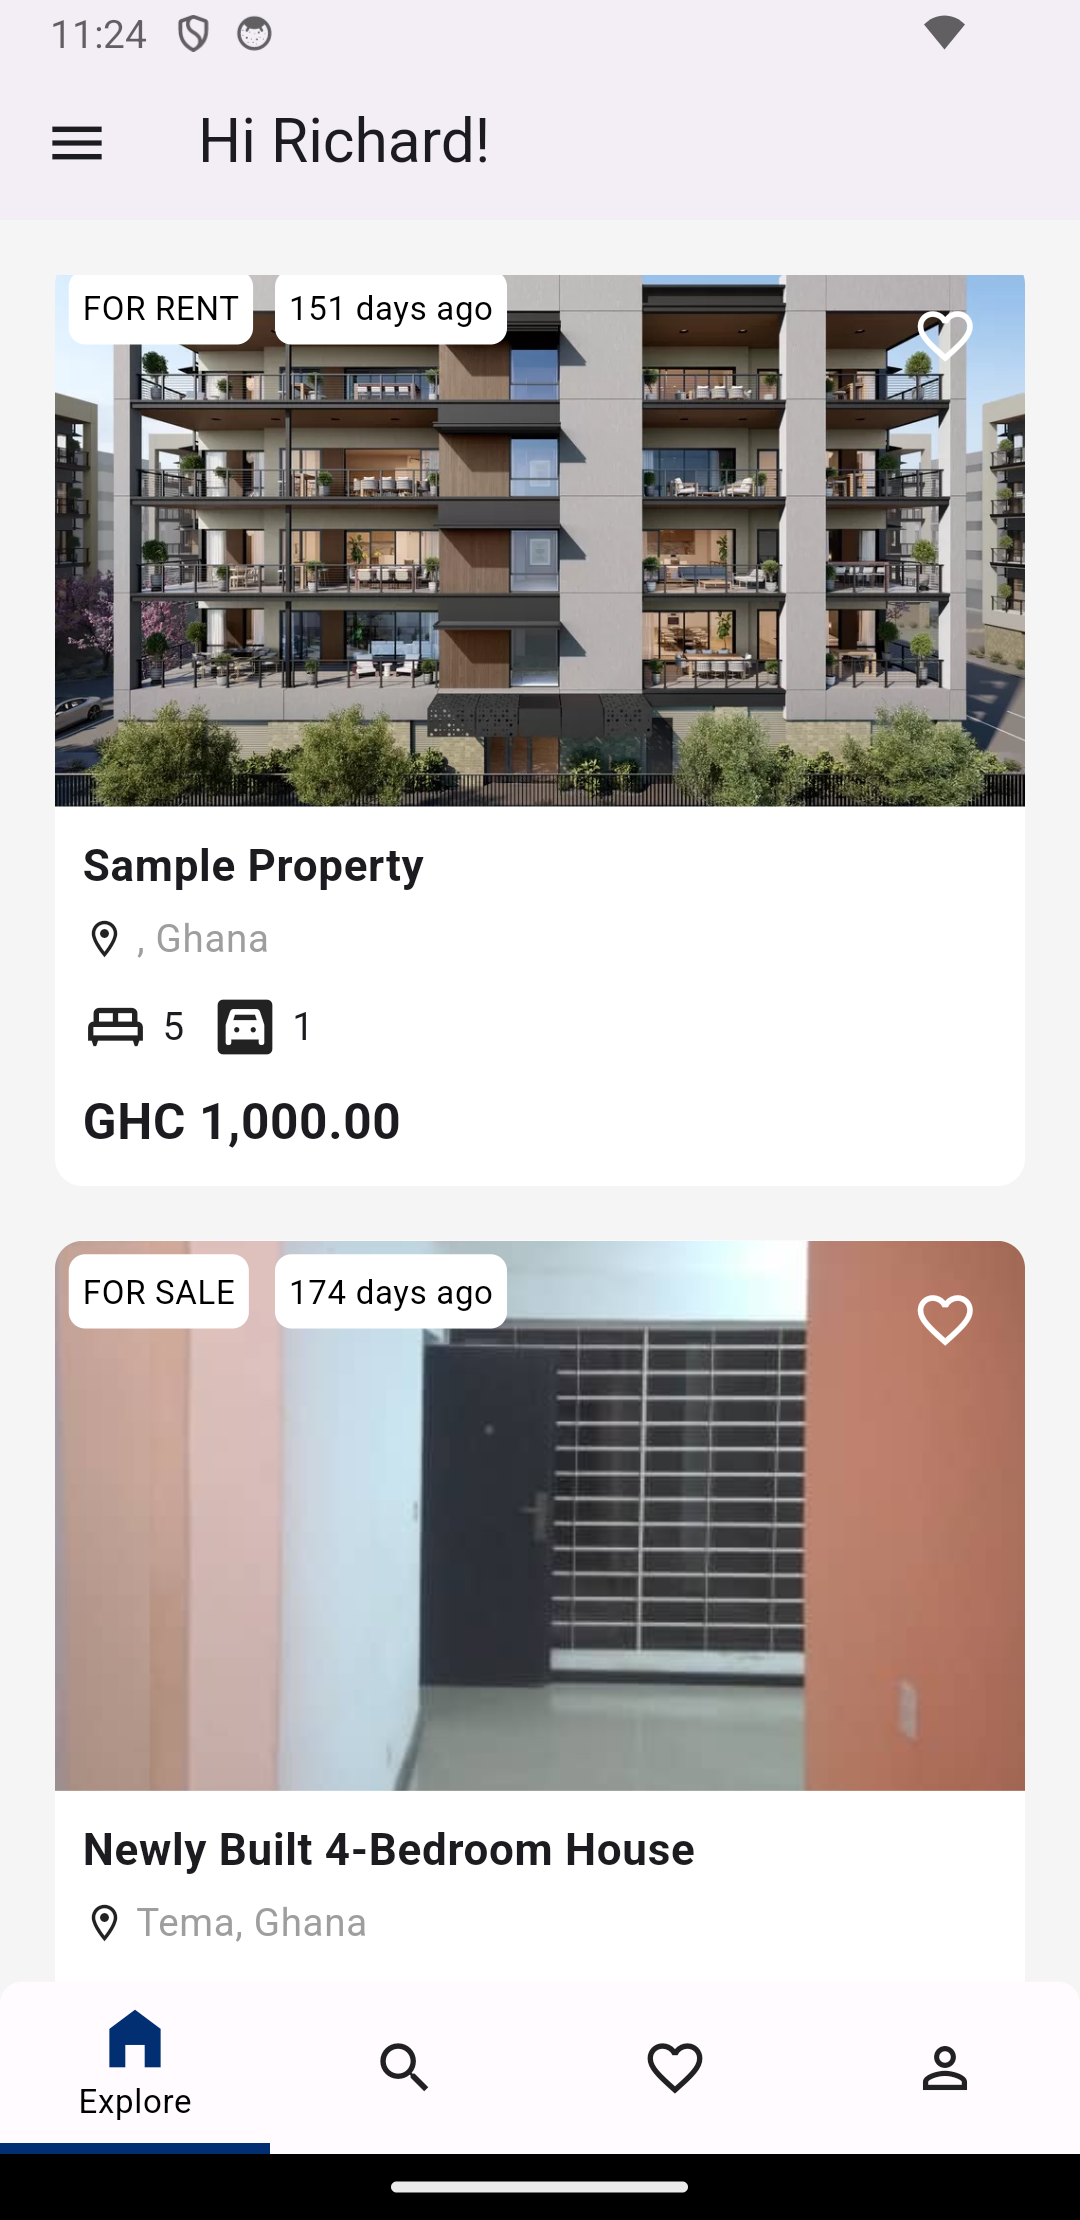 11:24
Hi Richard!
FOR RENT
151 days ago
Sample Property
, Ghana
5
1
GHC 1,000.00
FOR SALE
174 days ago
Newly Built 4-Bedroom House
Tema, Ghana
Explore